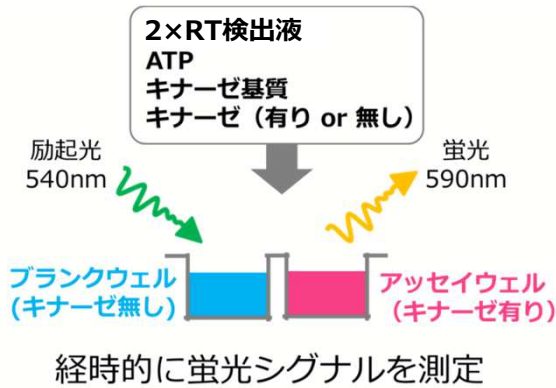 2×RT検出液
ATP
キナーゼ基質
キナーゼ（有り or 無し）
励起光
540nm
蛍光
590nm
ブランクウェル
(キナーゼ無し)
アッセイウェル
（キナーゼ有り）
経時的に蛍光シグナルを測定